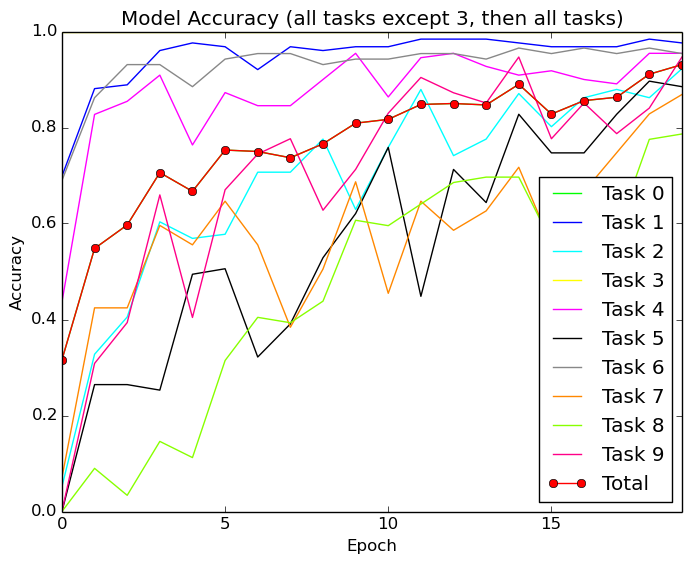 Model Accuracy (all tasks except 3, then all tasks)
1.0
0.8
0.6
0.4
0.2
0.0
Accuracy
0
5
10
15
Epoch
Task 0
Task 1
Task 2
Task 3
Task 4
Task 5
Task 6
Task 7
Task 8
Task 9
Total